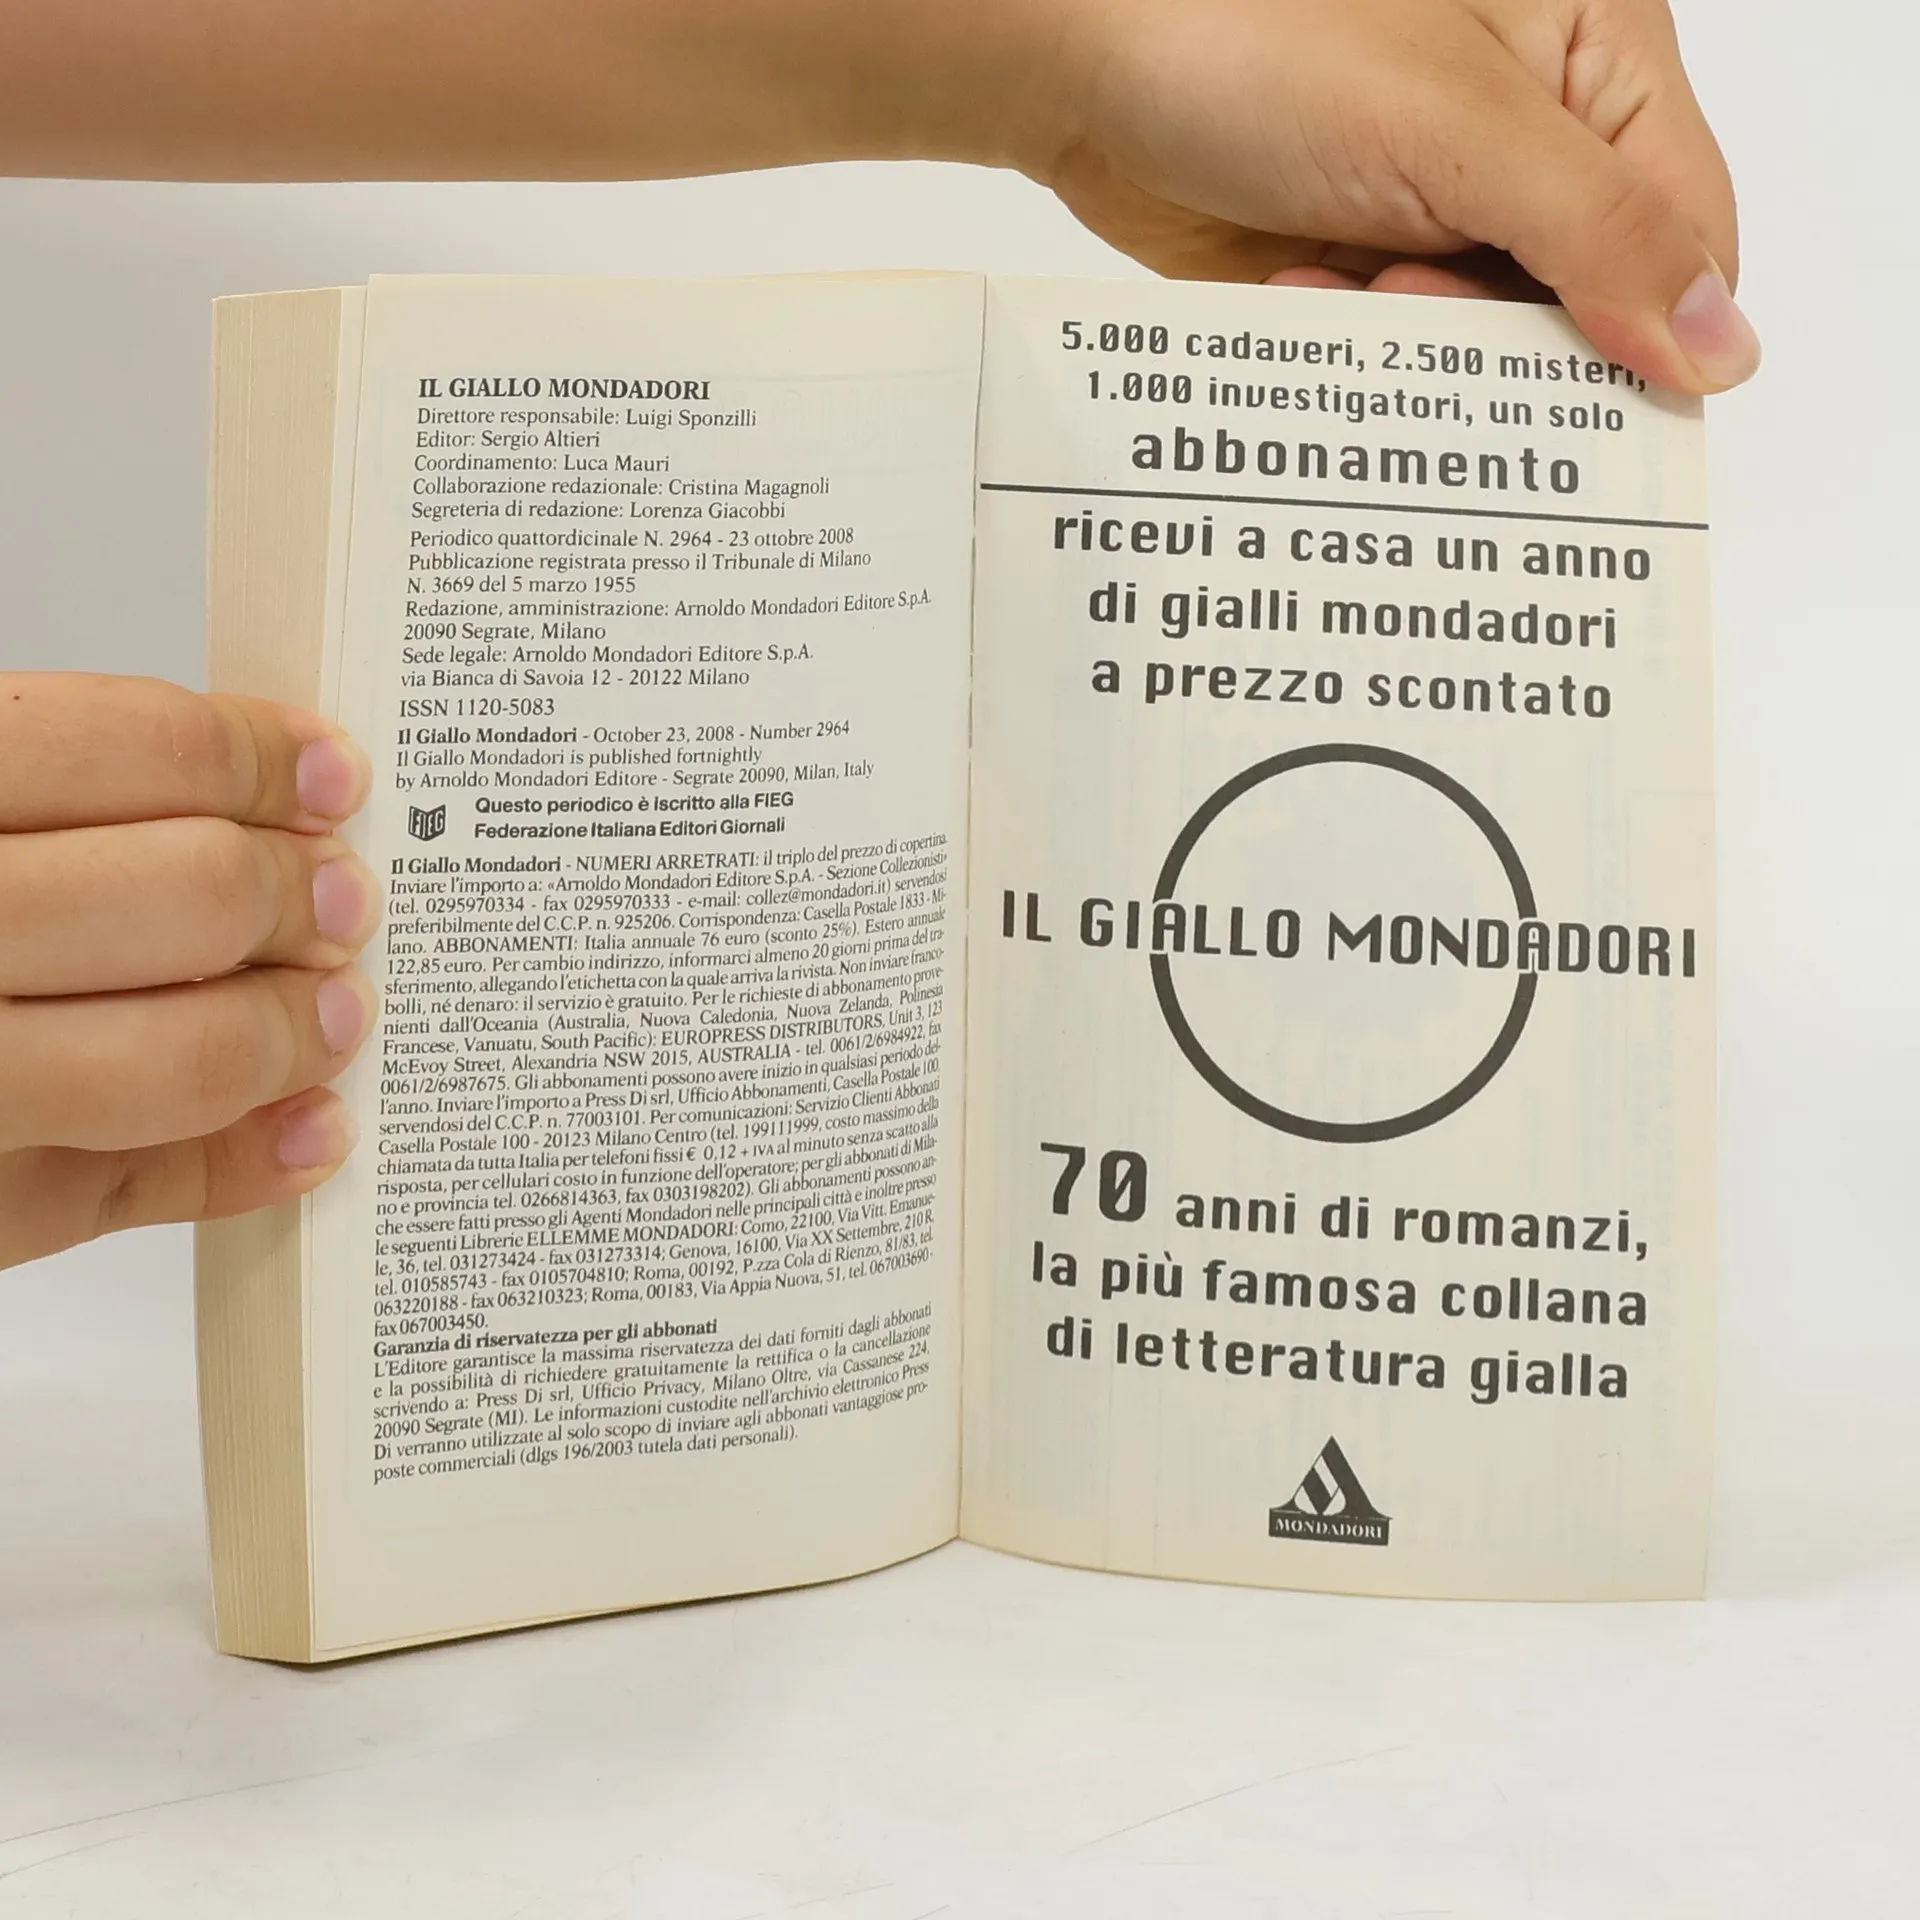 IL GIALLO MONDADORI
Direttore responsabile: Luigi Sponzilli
Editor: Sergio Altieri
Coordinamento: Luca Mauri
Collaborazione redazionale: Cristina Magagnoli
Segreteria di redazione: Lorenza Giacobbi
Periodico quattordicinale N. 2964 - 23 ottobre 2008
Pubblicazione registrata presso il Tribunale di Milano
N. 3669 del 5 marzo 1955
Redazione, amministrazione: Arnoldo Mondadori Editore S.p.A.
20090 Segrate, Milano
Sede legale: Arnoldo Mondadori Editore S.p.A.
via Bianca di Savoia 12 - 20122 Milano
ISSN 1120-5083
Il Giallo Mondadori - October 23, 2008 - Number 2964
Il Giallo Mondadori is published fortnightly
by Arnoldo Mondadori Editore - Segrate 20090, Milan, Italy
FIEG
Questo periodico è iscritto alla FIEG
Federazione Italiana Editori Giornali
Il Giallo Mondadori - NUMERI ARRETRATI: il triplo del prezzo di copertina.
Inviare l'importo a: «Arnoldo Mondadori Editore S.p.A. - Sezione Collezionisti»
(tel. 0295970334 - fax 0295970333 - e-mail: collez@mondadori.it) servendosi
preferibilmente del C.C.P. n. 925206. Corrispondenza: Casella Postale 1833 - Mi-
lano. ABBONAMENTI: Italia annuale 76 euro (sconto 25%). Estero annuale
122,85 euro. Per cambio indirizzo, informarci almeno 20 giorni prima del tra-
sferimento, allegando l'etichetta con la quale arriva la rivista. Non inviare franco-
bolli, né denaro: il servizio è gratuito. Per le richieste di abbonamento prove-
nienti dall'Oceania (Australia, Nuova Caledonia, Nuova Zelanda, Polinesia
Francese, Vanuatu, South Pacific): EUROPRESS DISTRIBUTORS, Unit 3, 123
McEvoy Street, Alexandria NSW 2015, AUSTRALIA - tel. 0061/2/6984922, fax
0061/2/6987675. Gli abbonamenti possono avere inizio in qualsiasi periodo del-
l'anno. Inviare l'importo a Press Di srl, Ufficio Abbonamenti, Casella Postale 100,
servendosi del C.C.P. n. 77003101. Per comunicazioni: Servizio Clienti Abbonati
Casella Postale 100 - 20123 Milano Centro (tel. 199111999, costo massimo della
chiamata da tutta Italia per telefoni fissi € 0,12 + IVA al minuto senza scatto alla
risposta, per cellulari costo in funzione dell'operatore; per gli abbonati di Mila-
no e provincia tel. 0266814363, fax 0303198202). Gli abbonamenti possono an-
che essere fatti presso gli Agenti Mondadori nelle principali città e inoltre presso
le seguenti Librerie ELLEMME MONDADORI: Como, 22100, Via Vitt. Emanue-
le, 36, tel. 031273424 - fax 031273314; Genova, 16100, Via XX Settembre, 210 R,
tel. 010585743 - fax 0105704810; Roma, 00192, P.zza Cola di Rienzo, 81/83, tel.
063220188 - fax 063210323; Roma, 00183, Via Appia Nuova, 51, tel. 067003690 -
fax 067003450.
Garanzia di riservatezza per gli abbonati
L'Editore garantisce la massima riservatezza dei dati forniti dagli abbonati
e la possibilità di richiedere gratuitamente la rettifica o la cancellazione
scrivendo a: Press Di srl, Ufficio Privacy, Milano Oltre, via Cassanese 224,
20090 Segrate (MI). Le informazioni custodite nell'archivio elettronico Press
Di verranno utilizzate al solo scopo di inviare agli abbonati vantaggiose pro-
poste commerciali (dlgs 196/2003 tutela dati personali).
5.000 cadaveri, 2.500 misteri,
1.000 investigatori, un solo
abbonamento
ricevi a casa un anno
di gialli mondadori
a prezzo scontato
IL GIALLO MONDADORI
70 anni di romanzi,
la più famosa collana
di letteratura gialla
MONDADORI